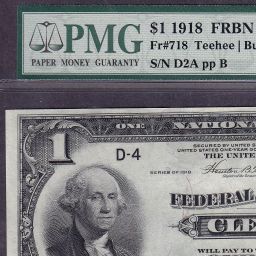 PMG
PAPER MONEY GUARANTY
$1 1918 FRBN
Fr#718 Teehee | Bu
S/N D2A pp B
ONE NATIONA
1
D-4
SECURED BY UNITED
UNITED STATES ONE-YEAR
THE UNITE
SERIES OF 1918
FEDERAL
CLE
WILL PAY TO